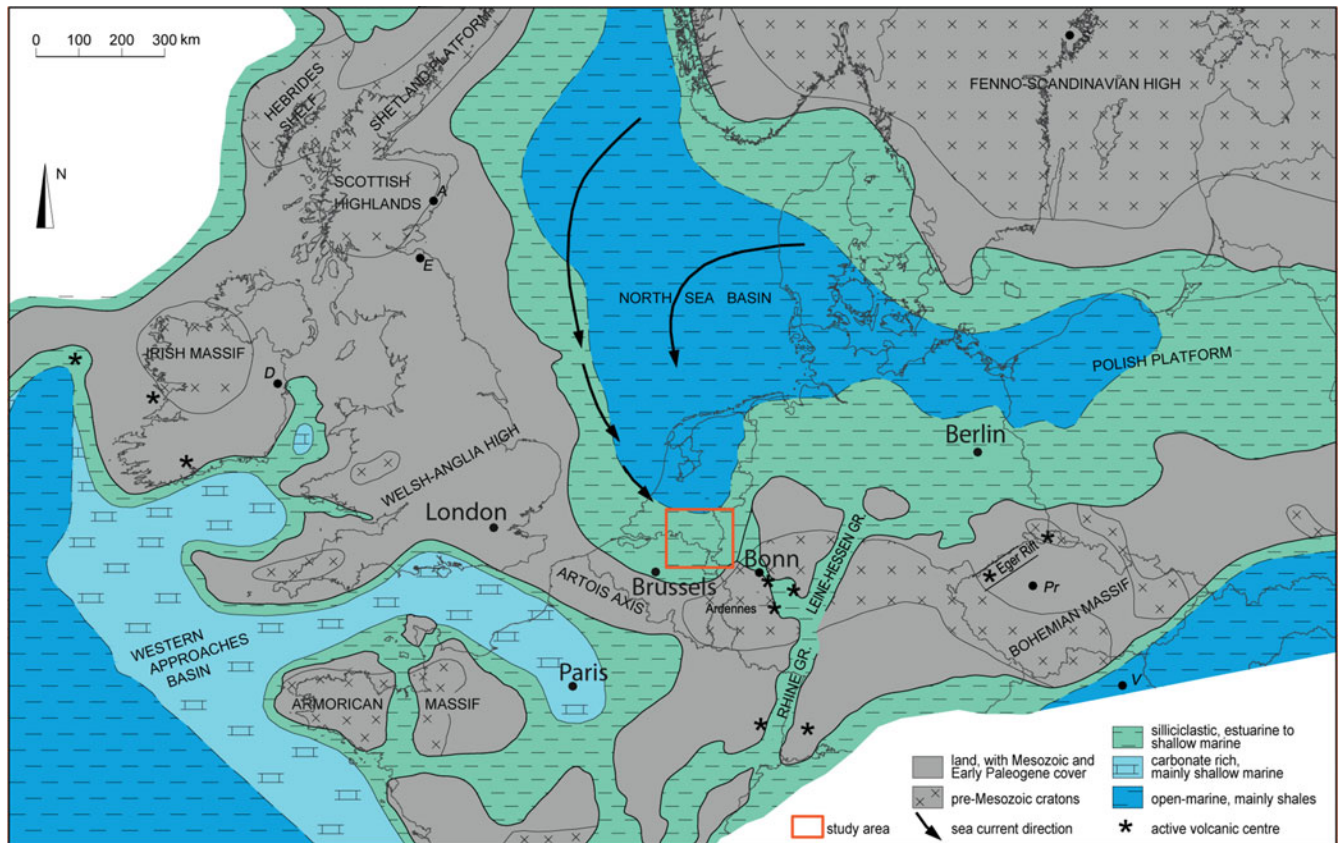 0 100 200 300 km
N
HEBRIDES
SHELF
SHETLAND PLATFORM
SCOTTISH
HIGHLANDS
A
E
FENNO-SCANDINAVIAN HIGH
NORTH SEA BASIN
IRISH MASSIF
D
POLISH PLATFORM
Berlin
WELSH-ANGLIA HIGH
London
ARTOIS AXIS
Brussels
Bonn
Ardennes
LEINE-HESSEN GR.
Eger Rift
Pr
BOHEMIAN MASSIF
WESTERN
APPROACHES
BASIN
Paris
ARMORICAN MASSIF
RHINE GR.
V
land, with Mesozoic and
Early Paleogene cover
pre-Mesozoic cratons
study area
sea current direction
silliciclastic, estuarine to
shallow marine
carbonate rich,
mainly shallow marine
open-marine, mainly shales
active volcanic centre